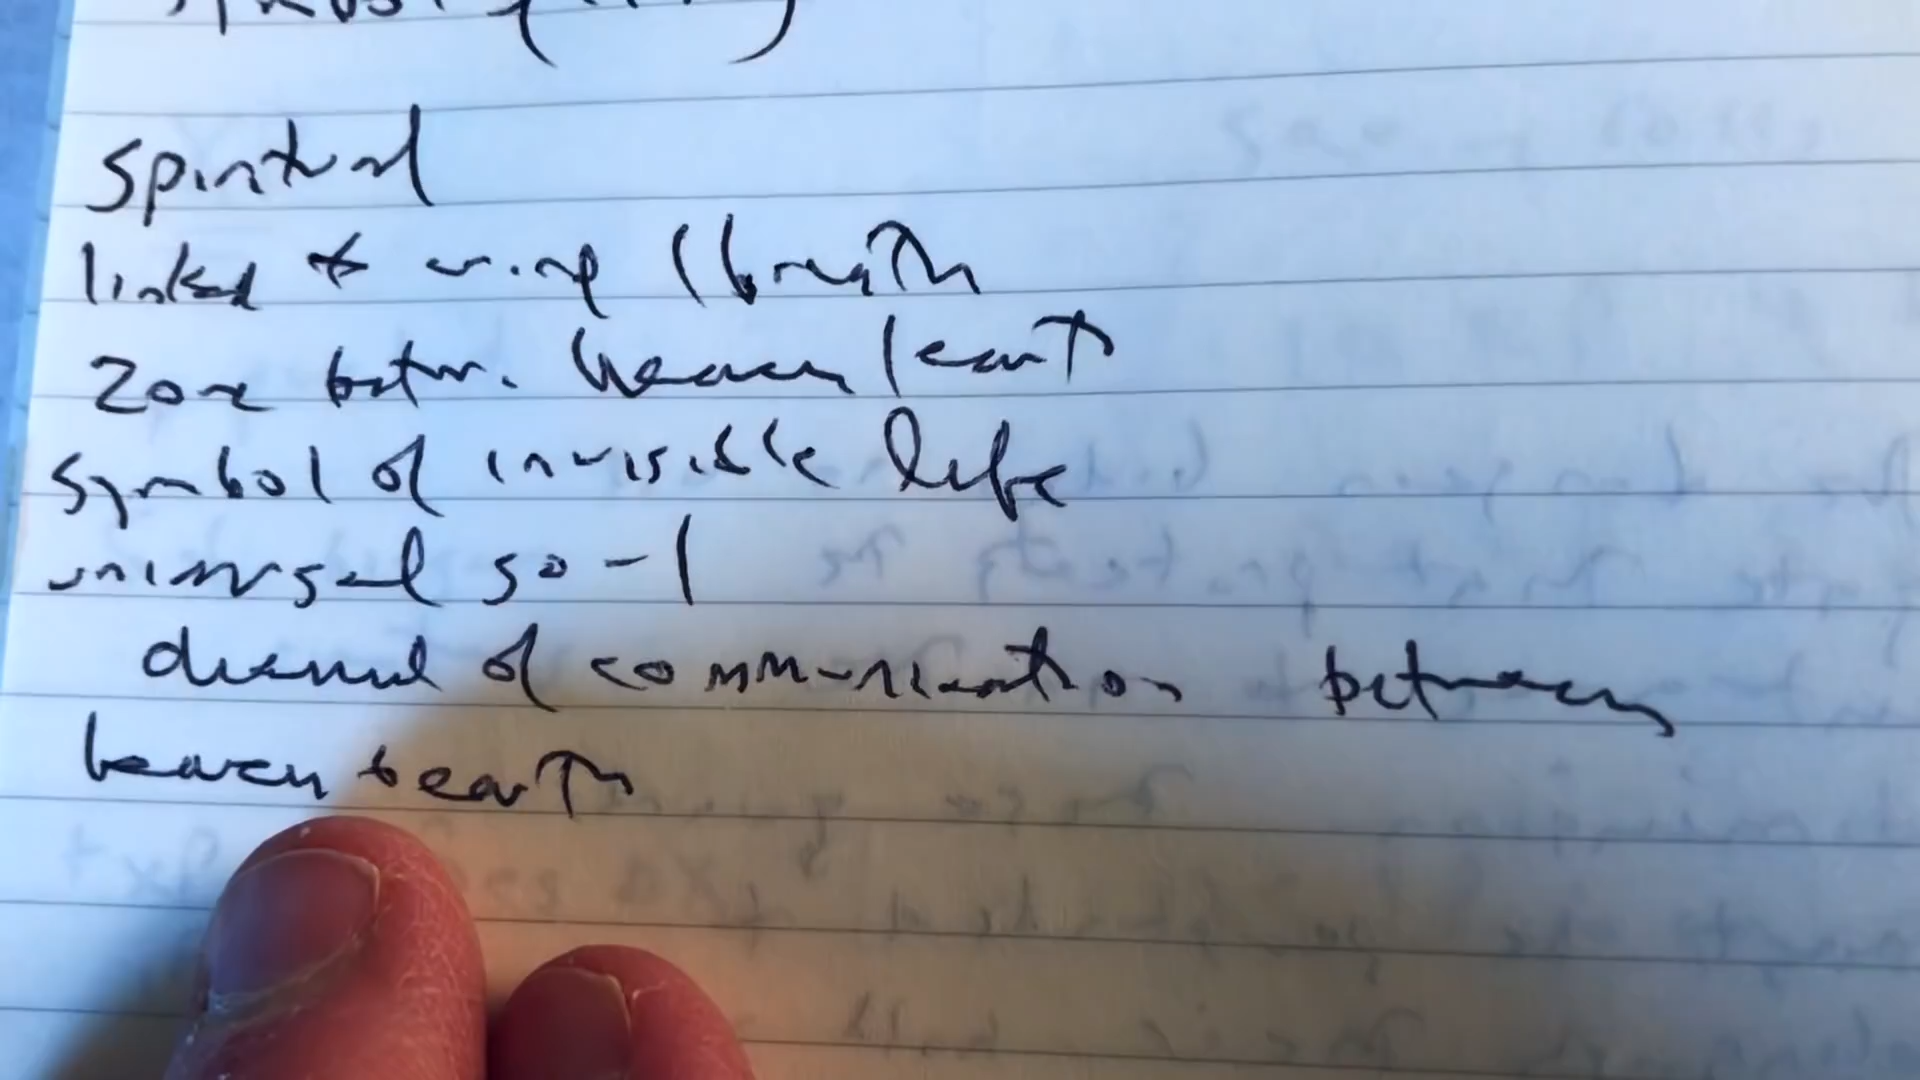 spiritual
linked to wind / breath
zone betw. heaven / earth
symbol of invisible life
universal soul
channel of communication between
heaven & earth